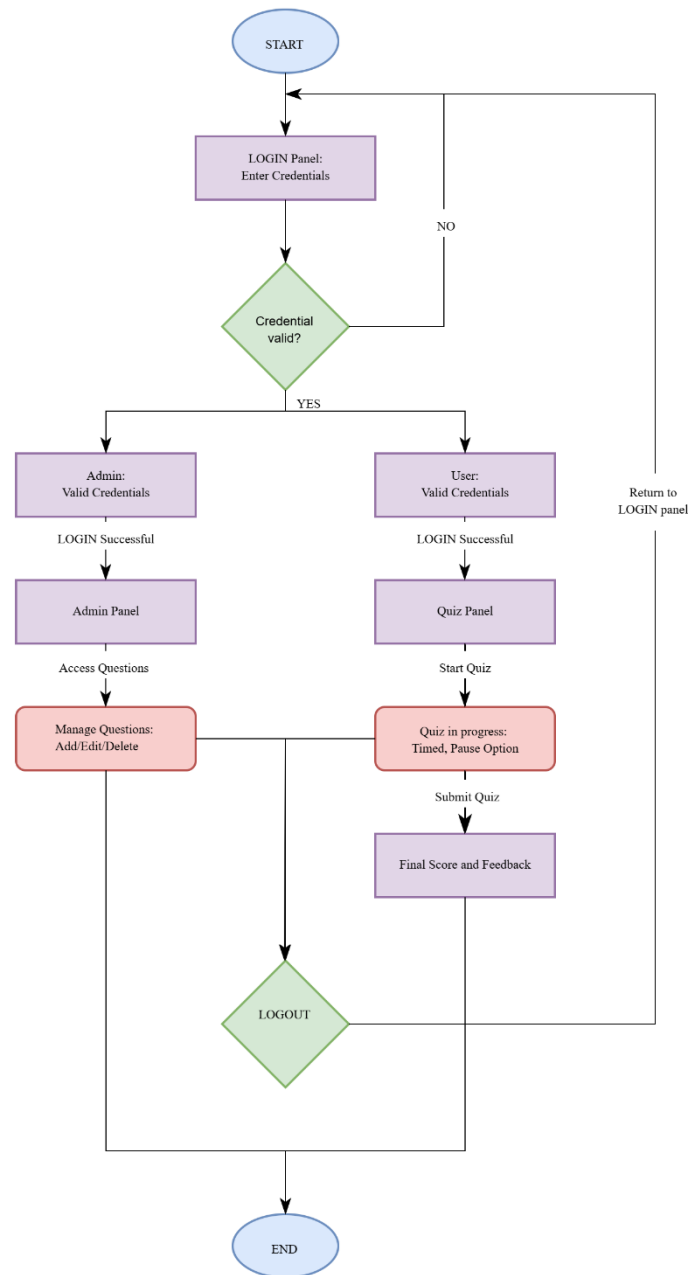 START
LOGIN Panel:
Enter Credentials
NO
Credential
valid?
YES
Admin:
Valid Credentials
User:
Valid Credentials
Return to
LOGIN panel
LOGIN Successful
LOGIN Successful
Admin Panel
Quiz Panel
Access Questions
Start Quiz
Manage Questions:
Add/Edit/Delete
Quiz in progress:
Timed, Pause Option
Submit Quiz
Final Score and Feedback
LOGOUT
END